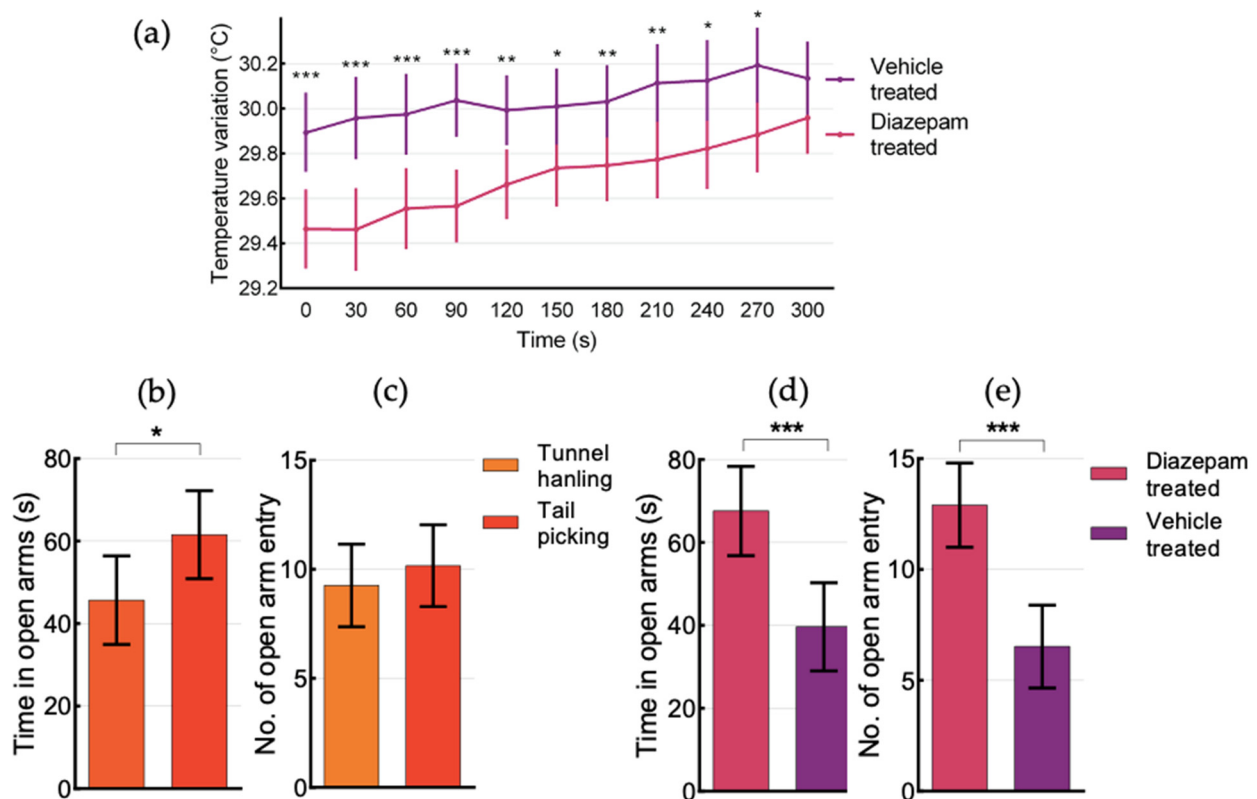 (a)
Temperature variation (°C)
30.2
30.0
29.8
29.6
29.4
29.2
*** *** *** *** ** * ** ** * *
0 30 60 90 120 150 180 210 240 270 300
Time (s)
Vehicle
treated
Diazepam
treated
(b)
*
Time in open arms (s)
80
60
40
20
0
(c)
No. of open arm entry
15
10
5
0
Tunnel
hanling
Tail
picking
(d)
***
Time in open arms (s)
80
60
40
20
0
(e)
***
No. of open arm entry
15
10
5
0
Diazepam
treated
Vehicle
treated